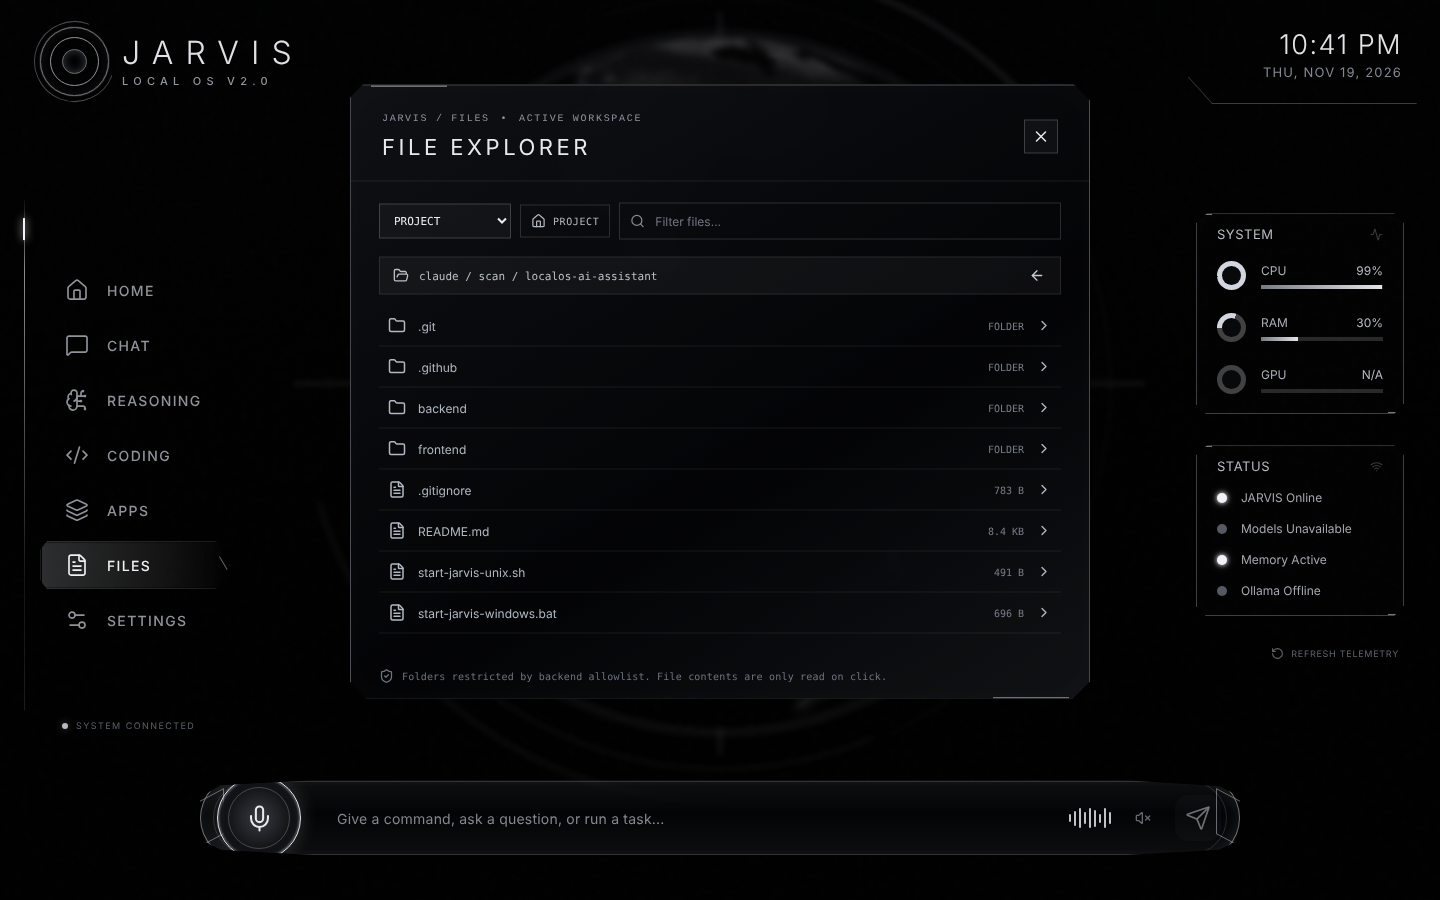 JARVIS
LOCAL OS V2.0
10:41 PM
THU, NOV 19, 2026
JARVIS / FILES • ACTIVE WORKSPACE
FILE EXPLORER
PROJECT
PROJECT
Filter files...
claude / scan / localos-ai-assistant
.git FOLDER
.github FOLDER
backend FOLDER
frontend FOLDER
.gitignore 783 B
README.md 8.4 KB
start-jarvis-unix.sh 491 B
start-jarvis-windows.bat 696 B
Folders restricted by backend allowlist. File contents are only read on click.
HOME
CHAT
REASONING
CODING
APPS
FILES
SETTINGS
SYSTEM CONNECTED
SYSTEM
CPU 99%
RAM 30%
GPU N/A
STATUS
JARVIS Online
Models Unavailable
Memory Active
Ollama Offline
REFRESH TELEMETRY
Give a command, ask a question, or run a task...